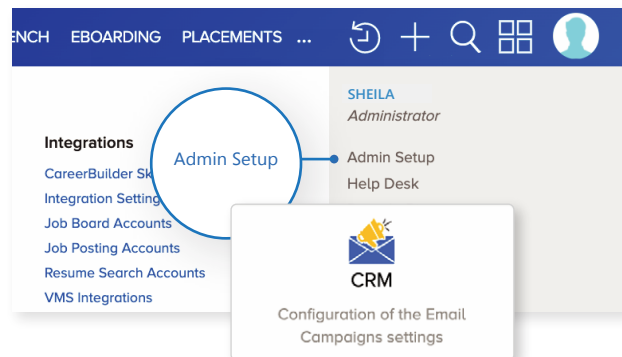 ENCH EBOARDING PLACEMENTS ...
SHEILA
Administrator
Integrations
Admin Setup
Admin Setup
CareerBuilder Sk
Help Desk
Integration Setting
Job Board Accounts
Job Posting Accounts
Resume Search Accounts
VMS Integrations
CRM
Configuration of the Email
Campaigns settings